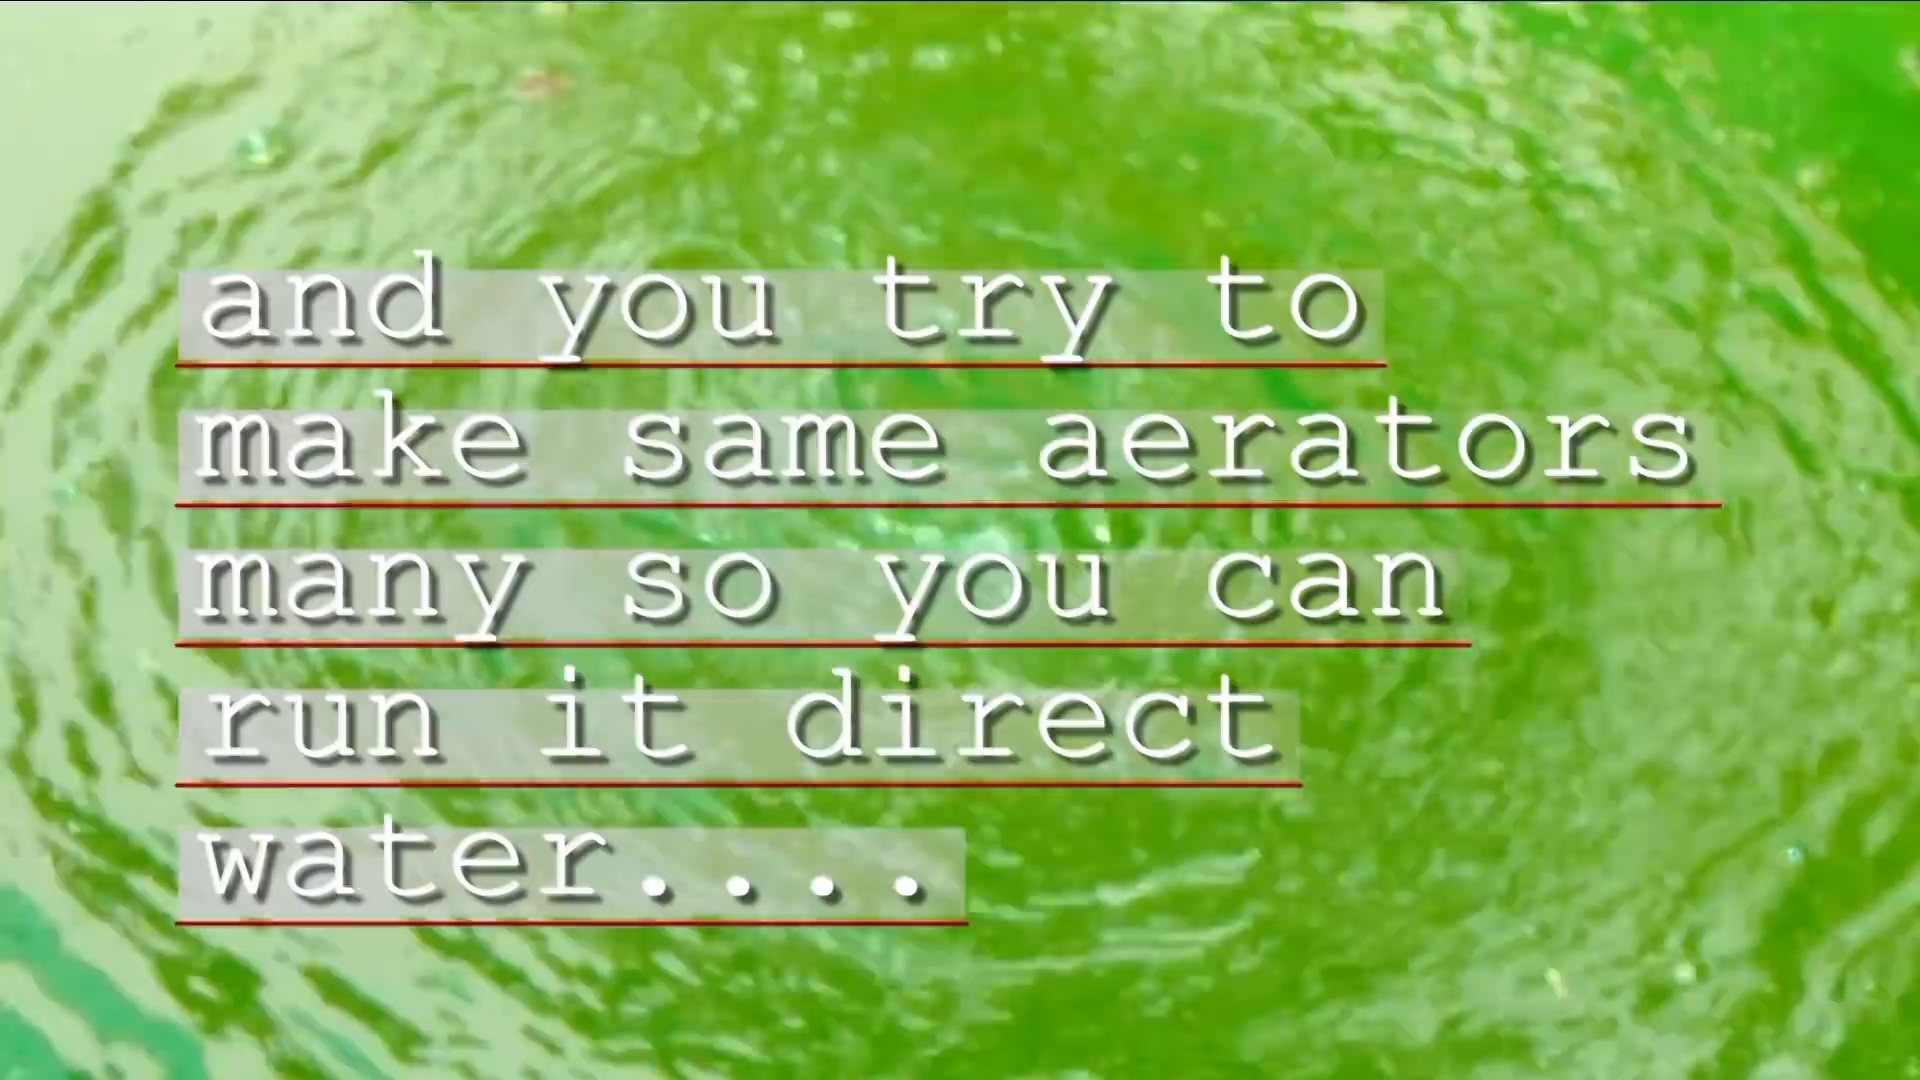 and you try to
make same aerators
many so you can
run it direct
water....